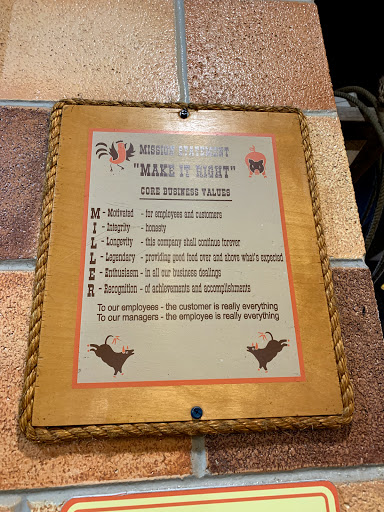 MISSION STATEMENT
"MAKE IT RIGHT"
CORE BUSINESS VALUES
M - Motivated - for employees and customers
I - Integrity - honesty
L - Longevity - this company shall continue forever
L - Legendary - providing good food over and above what's expected
E - Enthusiasm - in all our business dealings
R - Recognition - of achievements and accomplishments
To our employees - the customer is really everything
To our managers - the employee is really everything